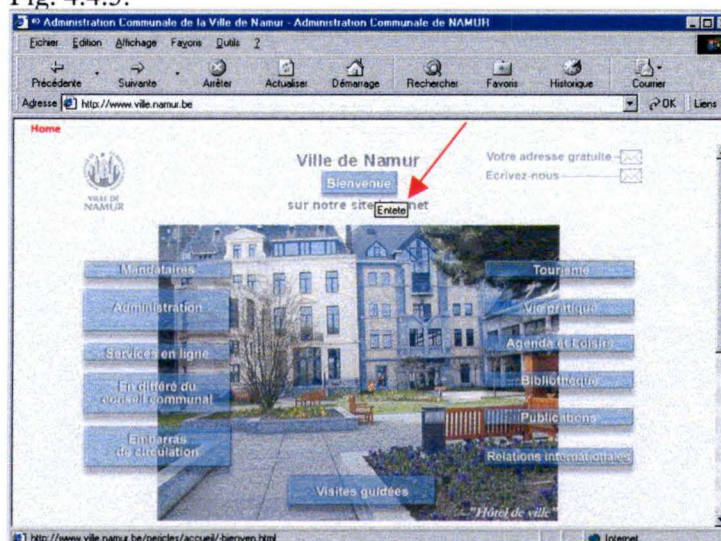 Fig. 4.4.5.
Administration Communale de la Ville de Namur - Administration Communale de NAMUR
Fichier Edition Affichage Favoris Outils ?
Précédente Suivante Arrêter Actualiser Démarrage Rechercher Favoris Historique Courrier
Adresse http://www.ville.namur.be OK Liens
Home
Ville de Namur
Votre adresse gratuite
Bienvenue
Ecrivez-nous
VILLE DE
NAMUR
sur notre site net
Entete
Mandataires
Tourisme
Administration
Vie pratique
Services en ligne
Agenda et Loisirs
En différé du
conseil communal
Bibliothèque
Publications
Embarras
de circulation
Relations internationales
Visites guidées
"Hôtel de ville"
http://www.ville.namur.be/pericles/accueil/-bienven.html Internet